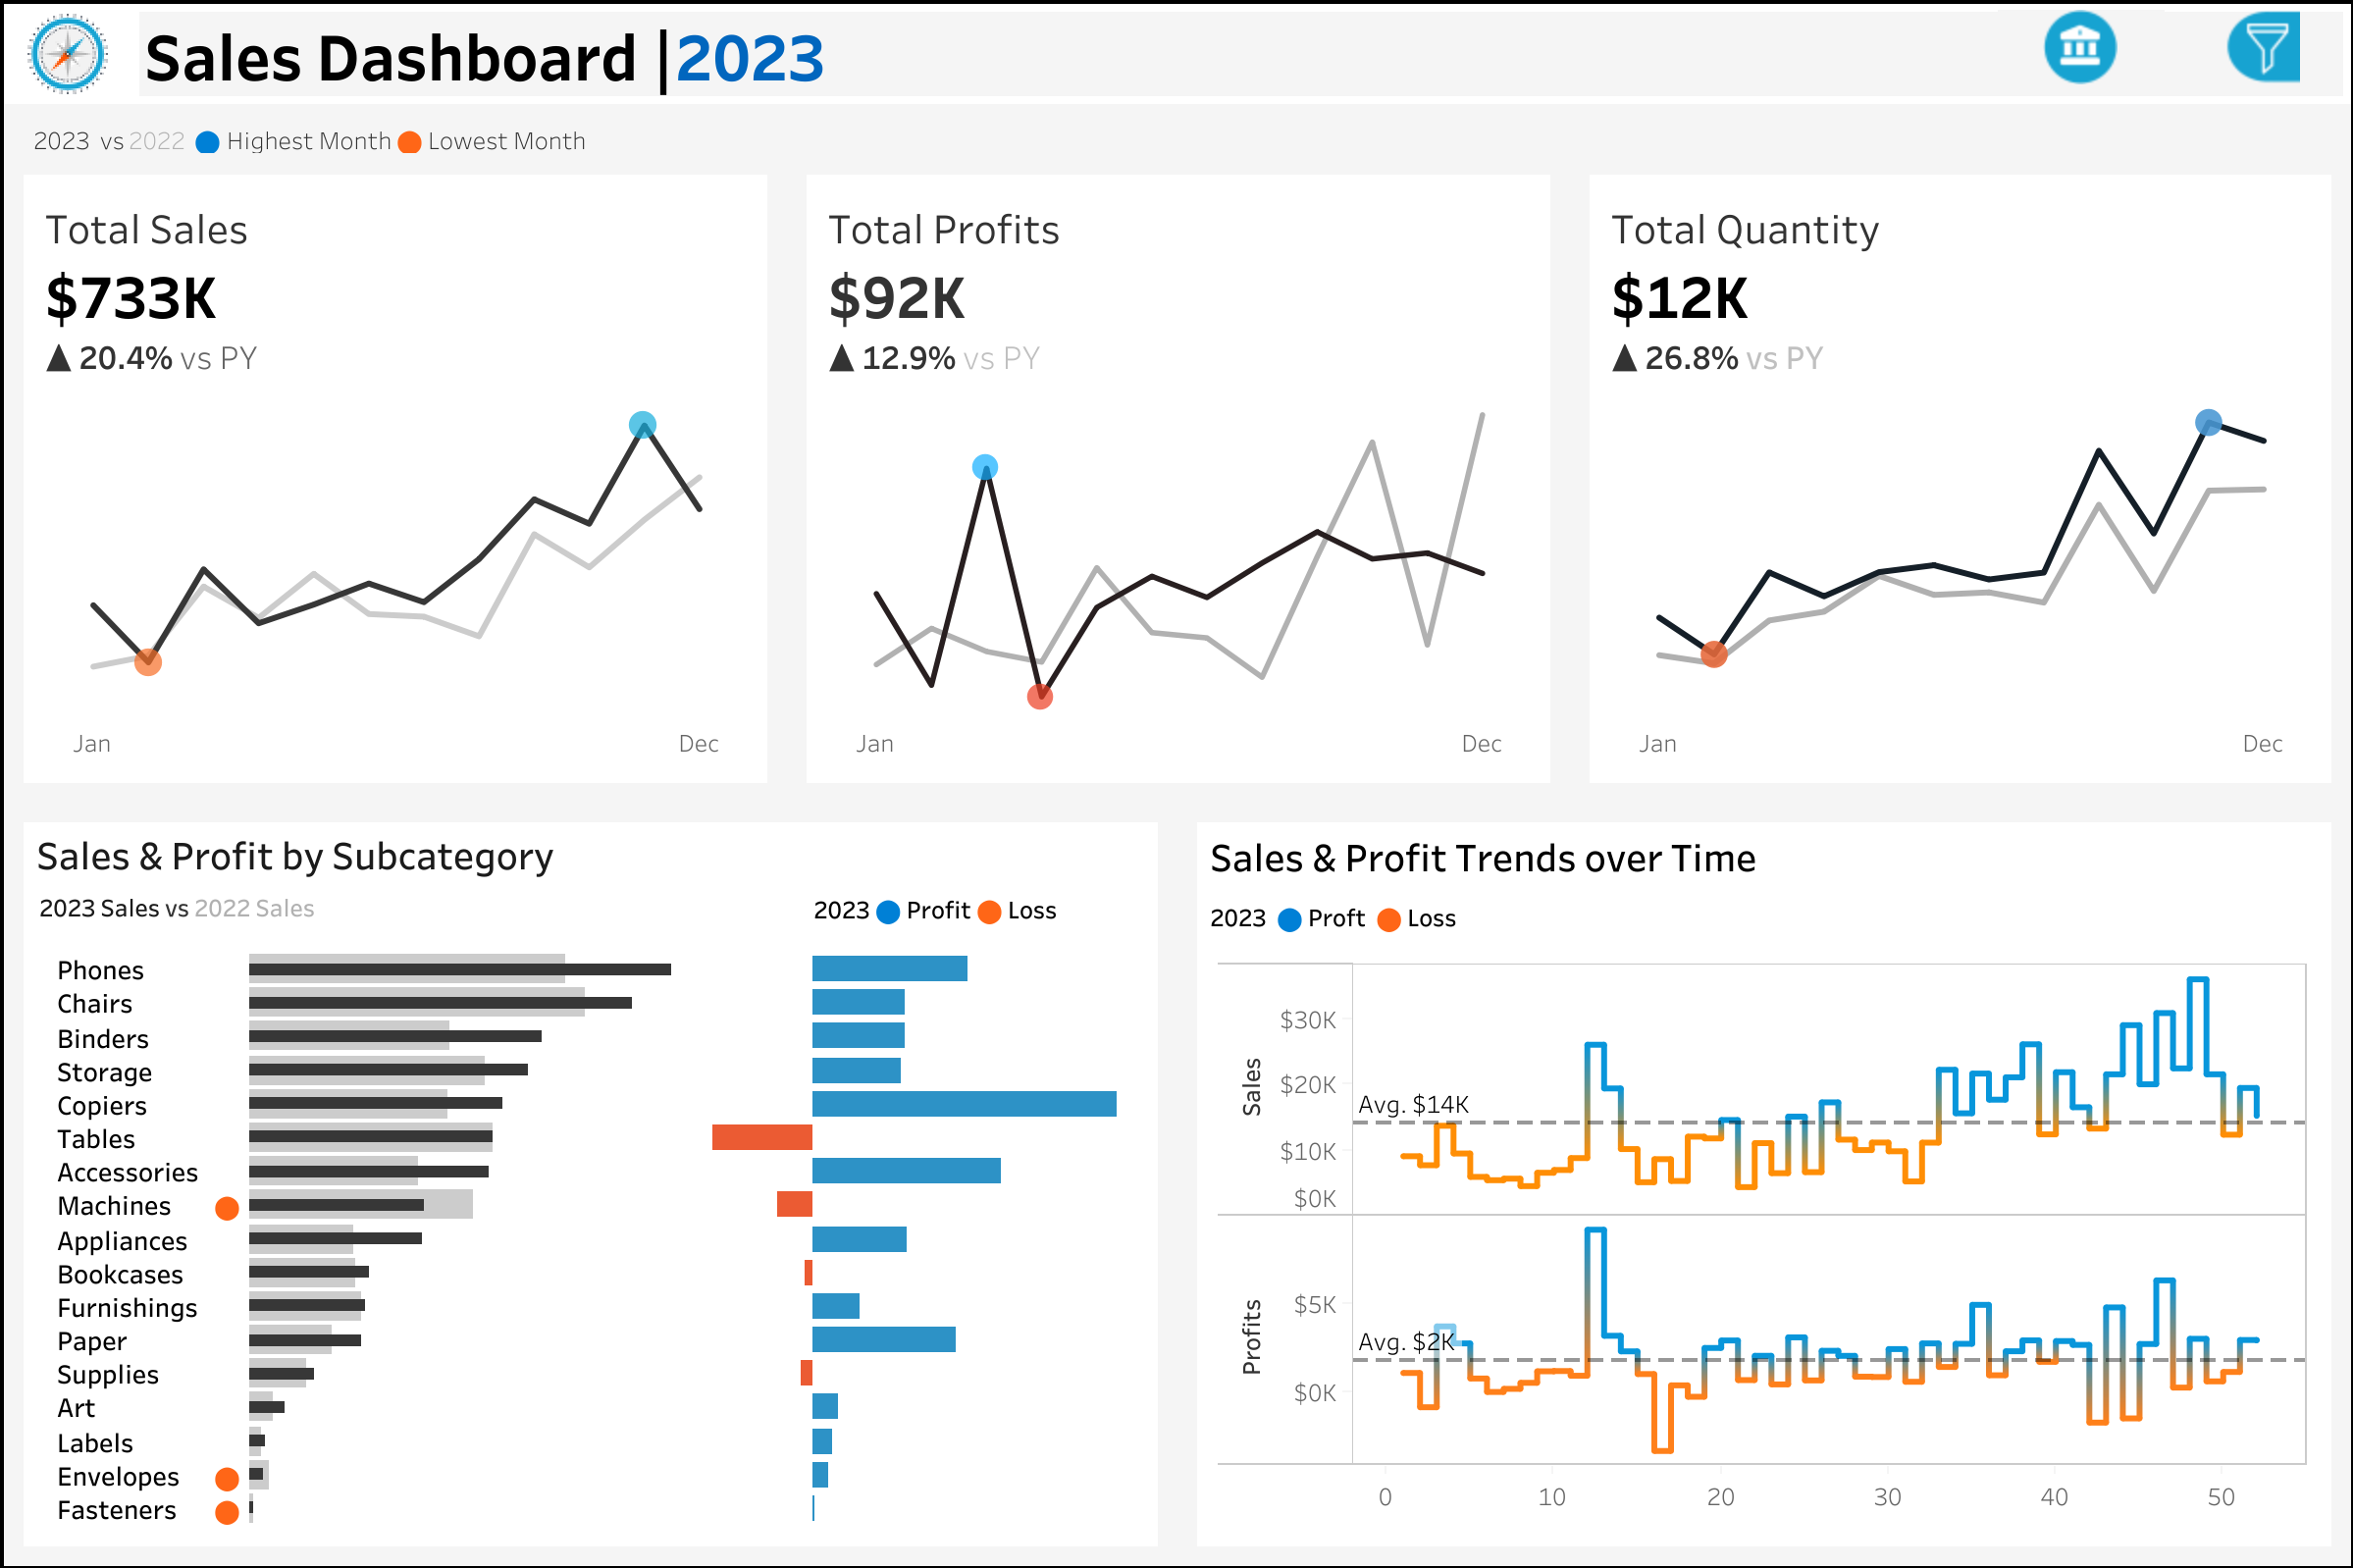 Sales Dashboard |2023
2023 vs 2022 Highest Month Lowest Month
Total Sales
$733K
▲ 20.4% vs PY
Jan Dec
Total Profits
$92K
▲ 12.9% vs PY
Jan Dec
Total Quantity
$12K
▲ 26.8% vs PY
Jan Dec
Sales & Profit by Subcategory
2023 Sales vs 2022 Sales
2023 Profit Loss
Phones
Chairs
Binders
Storage
Copiers
Tables
Accessories
Machines
Appliances
Bookcases
Furnishings
Paper
Supplies
Art
Labels
Envelopes
Fasteners
Sales & Profit Trends over Time
2023 Proft Loss
Sales
$30K
$20K
Avg. $14K
$10K
$0K
Profits
$5K
Avg. $2K
$0K
0 10 20 30 40 50